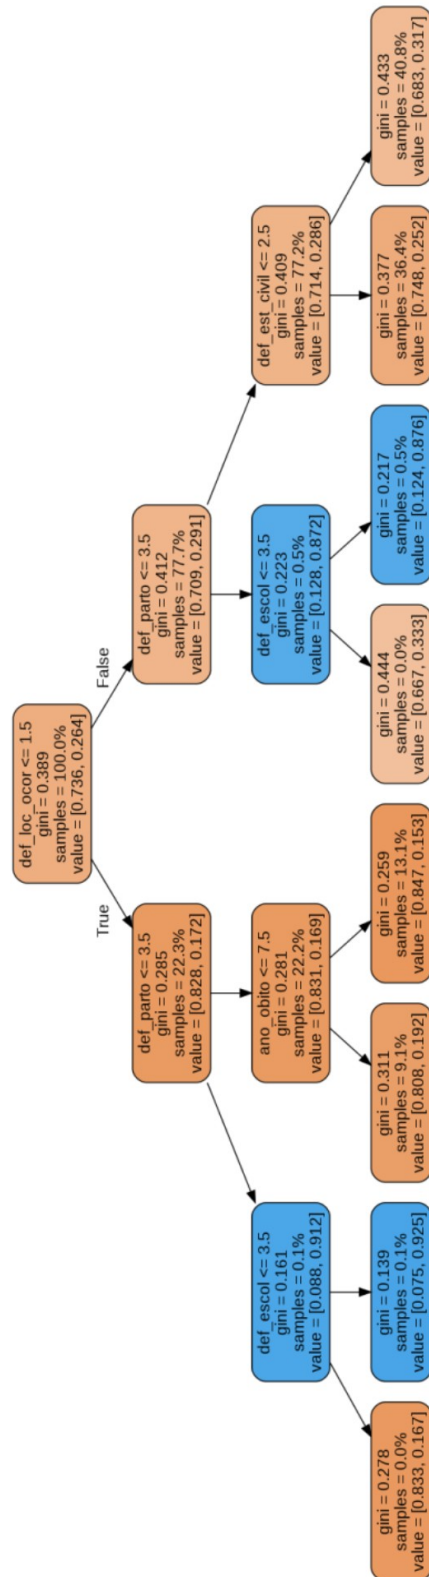 def_loc_ocor <= 1.5
gini = 0.389
samples = 100.0%
value = [0.736, 0.264]
True
False
def_parto <= 3.5
gini = 0.285
samples = 22.3%
value = [0.828, 0.172]
def_parto <= 3.5
gini = 0.412
samples = 77.7%
value = [0.709, 0.291]
def_escol <= 3.5
gini = 0.161
samples = 0.1%
value = [0.088, 0.912]
ano_obito <= 7.5
gini = 0.281
samples = 22.2%
value = [0.831, 0.169]
def_escol <= 3.5
gini = 0.223
samples = 0.5%
value = [0.128, 0.872]
def_est_civil <= 2.5
gini = 0.409
samples = 77.2%
value = [0.714, 0.286]
gini = 0.278
samples = 0.0%
value = [0.833, 0.167]
gini = 0.139
samples = 0.1%
value = [0.075, 0.925]
gini = 0.311
samples = 9.1%
value = [0.808, 0.192]
gini = 0.259
samples = 13.1%
value = [0.847, 0.153]
gini = 0.444
samples = 0.0%
value = [0.667, 0.333]
gini = 0.217
samples = 0.5%
value = [0.124, 0.876]
gini = 0.377
samples = 36.4%
value = [0.748, 0.252]
gini = 0.433
samples = 40.8%
value = [0.683, 0.317]